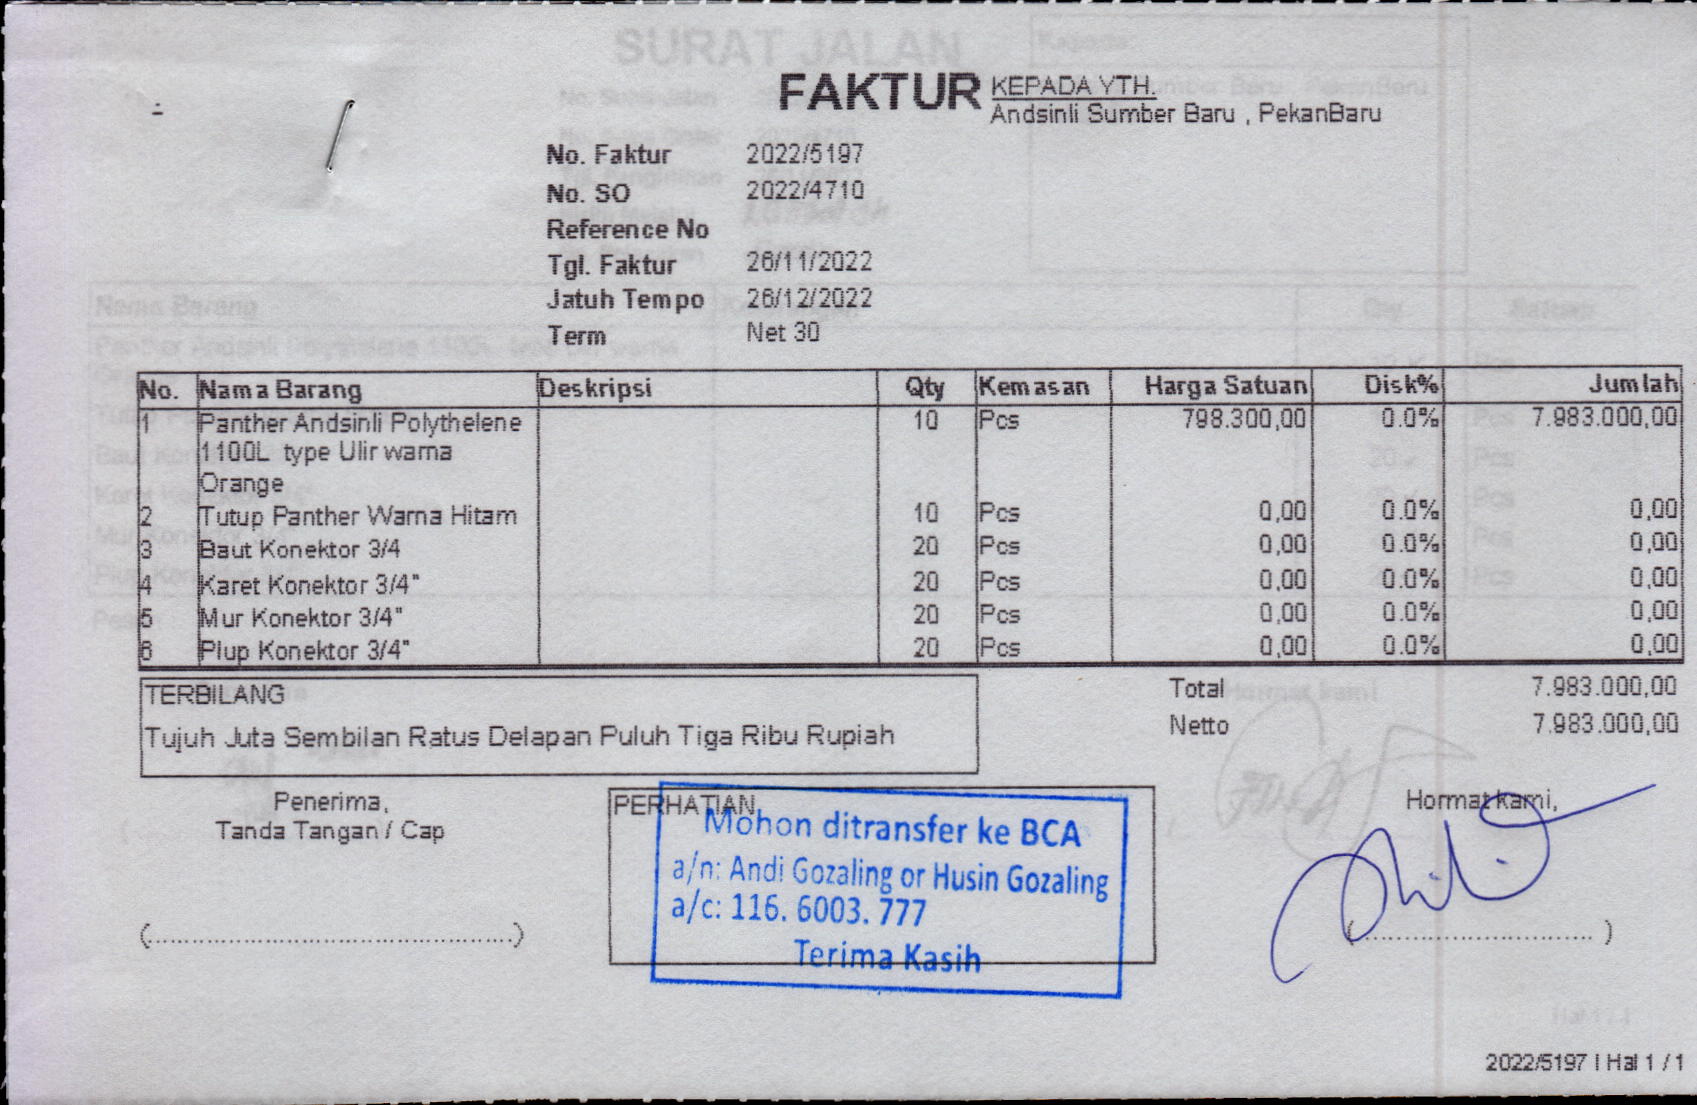 FAKTUR
KEPADA YTH.
Andsinli Sumber Baru , PekanBaru
No. Faktur 2022/5197
No. SO 2022/4710
Reference No
Tgl. Faktur 26/11/2022
Jatuh Tempo 26/12/2022
Term Net 30
No. Nama Barang Deskripsi Qty Kemasan Harga Satuan Disk% Jumlah
1 Panther Andsinli Polythelene 10 Pcs 798.300,00 0.0% 7.983.000,00
1100L type Ulir warna
Orange
2 Tutup Panther Warna Hitam 10 Pcs 0,00 0.0% 0,00
3 Baut Konektor 3/4 20 Pcs 0,00 0.0% 0,00
4 Karet Konektor 3/4" 20 Pcs 0,00 0.0% 0,00
5 Mur Konektor 3/4" 20 Pcs 0,00 0.0% 0,00
6 Plup Konektor 3/4" 20 Pcs 0,00 0.0% 0,00
TERBILANG
Tujuh Juta Sembilan Ratus Delapan Puluh Tiga Ribu Rupiah
Total 7.983.000,00
Netto 7.983.000,00
Penerima,
Tanda Tangan / Cap
PERHATIAN
Mohon ditransfer ke BCA
a/n: Andi Gozaling or Husin Gozaling
a/c: 116. 6003. 777
Terima Kasih
Hormat kami,
2022/5197 | Hal 1 / 1
SURAT JALAN